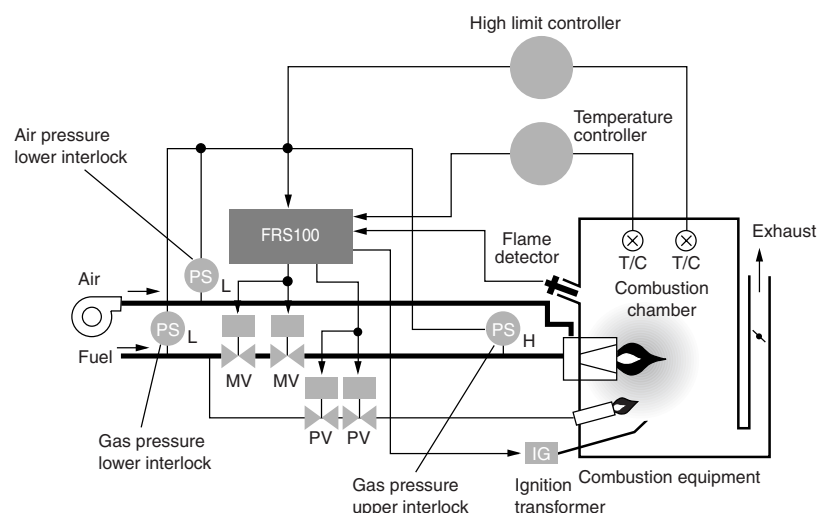 High limit controller
Temperature
controller
Air pressure
lower interlock
FRS100
Flame
detector
Exhaust
T/C
T/C
Combustion
chamber
PS
L
Air
PS
L
PS
H
Fuel
MV
MV
PV
PV
Gas pressure
lower interlock
IG
Combustion equipment
Gas pressure
upper interlock
Ignition
transformer